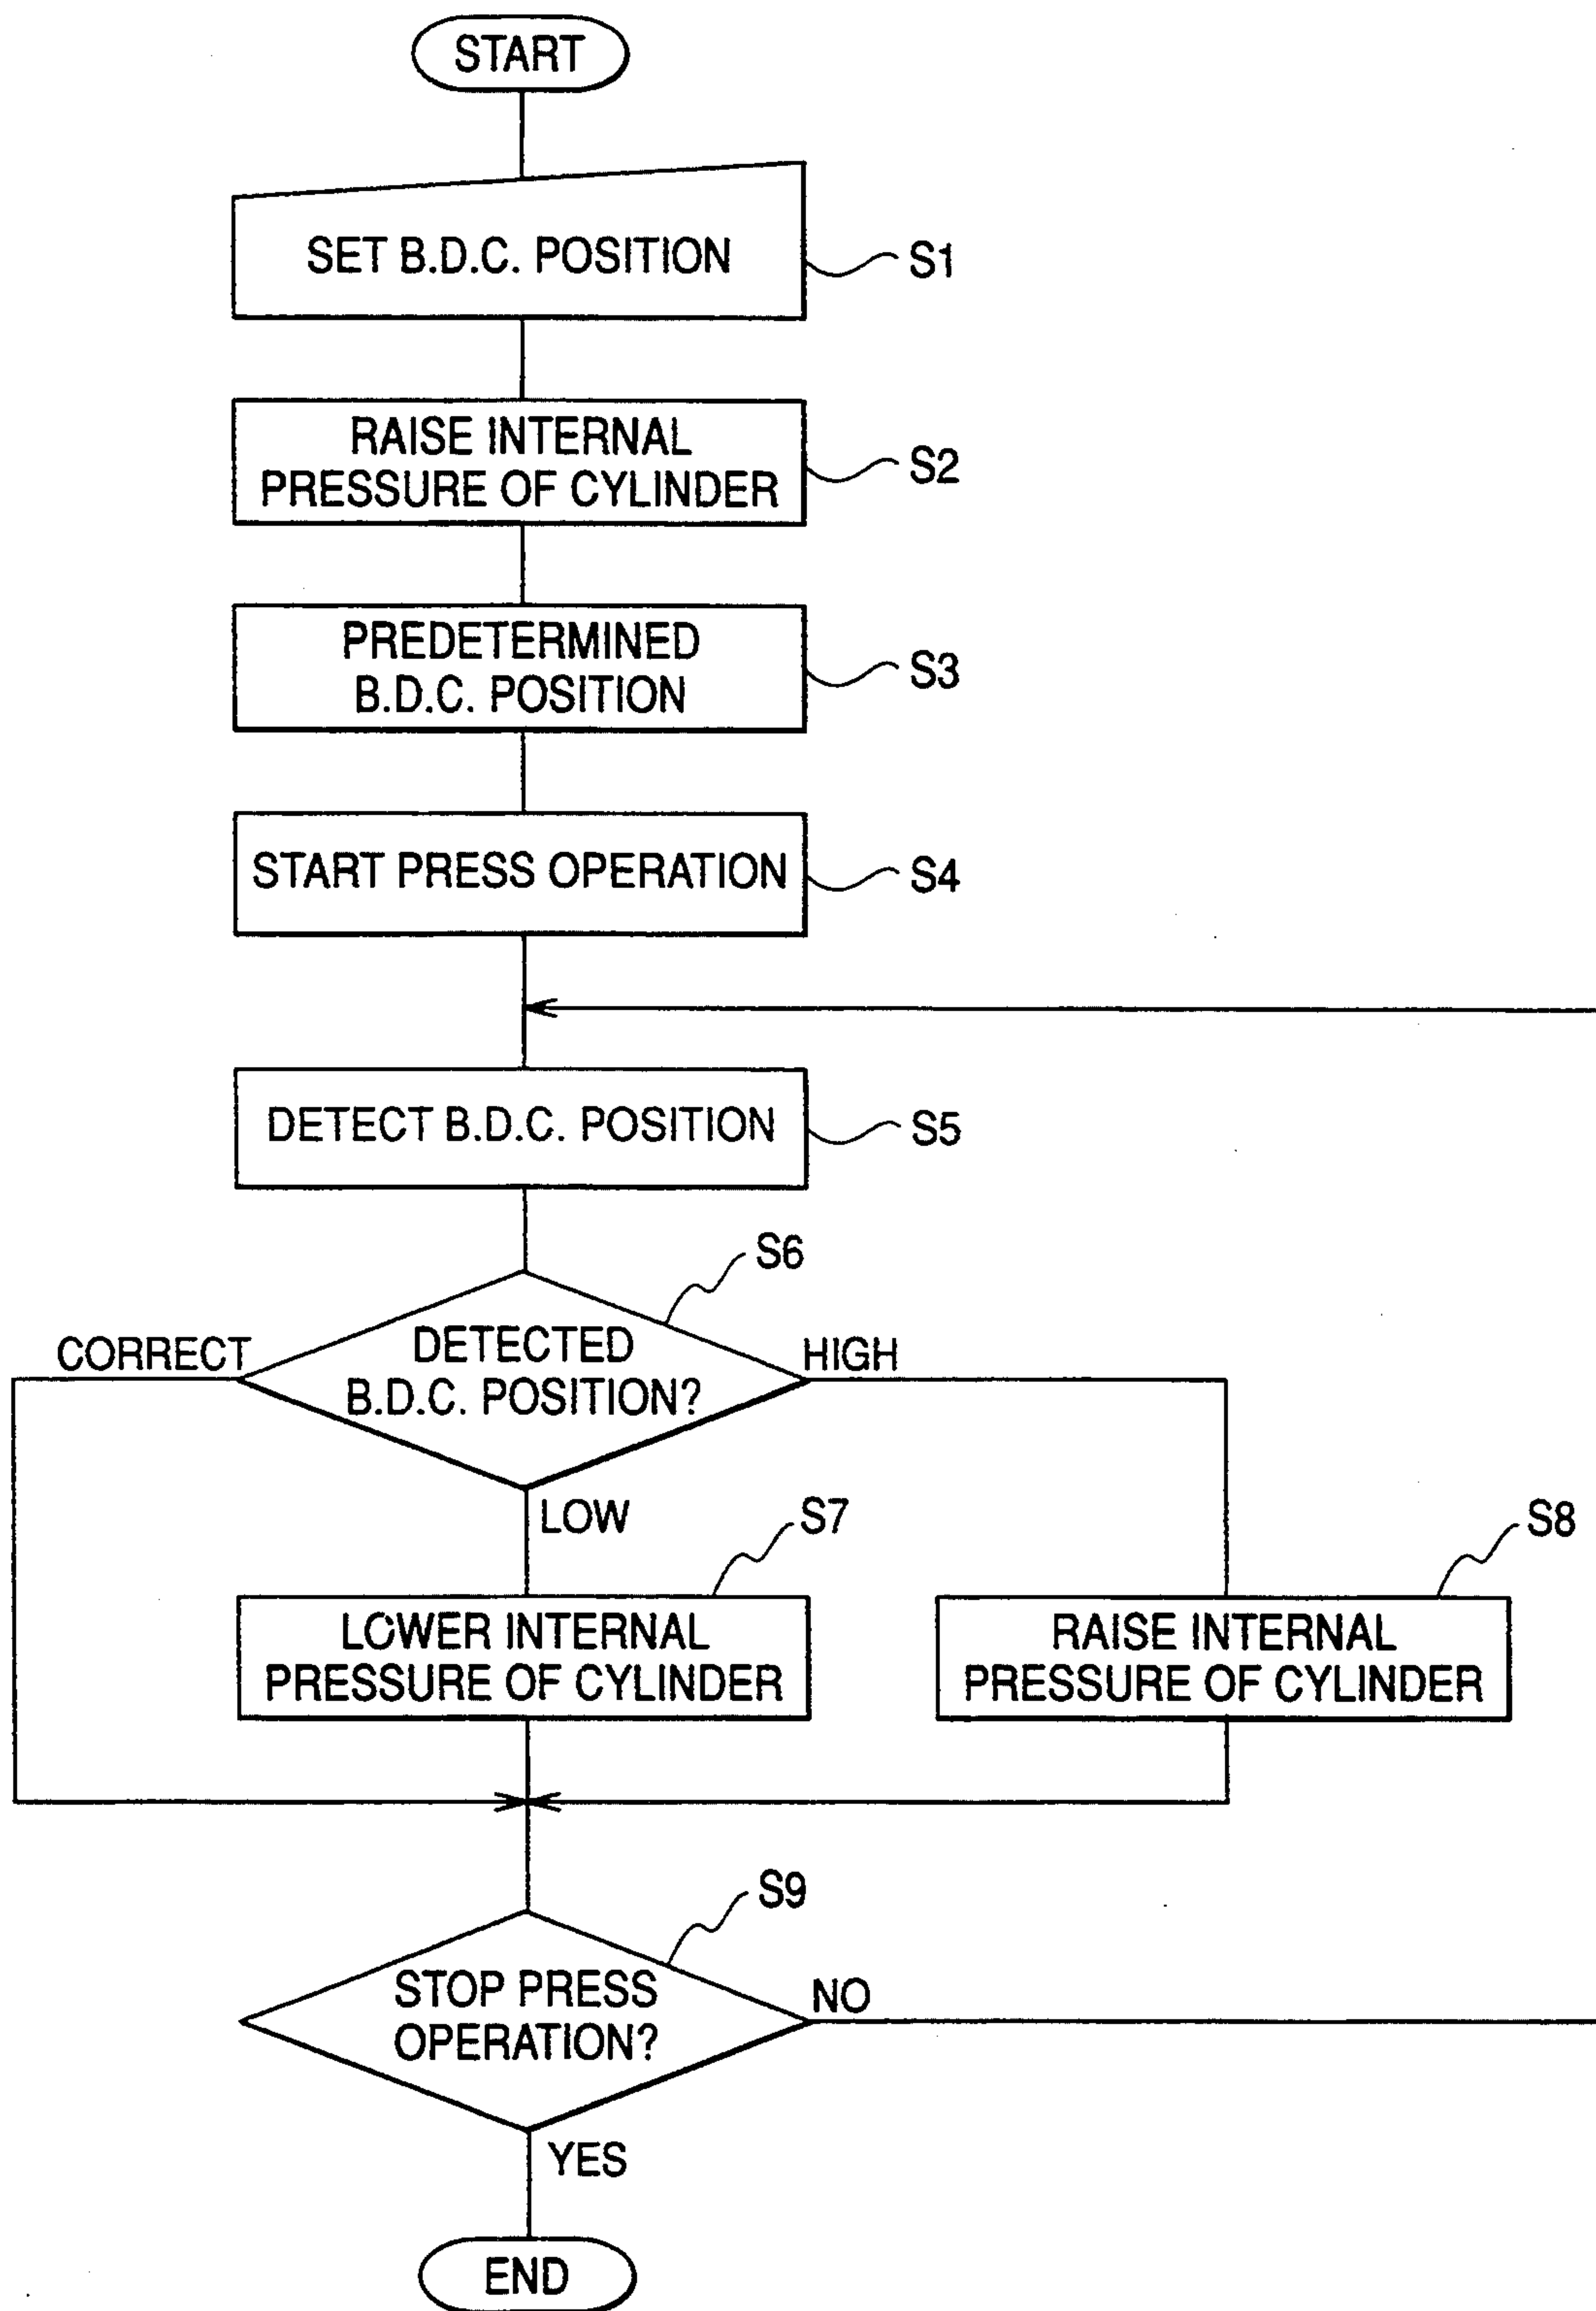 START
SET B.D.C. POSITION
S1
RAISE INTERNAL
PRESSURE OF CYLINDER
S2
PREDETERMINED
B.D.C. POSITION
S3
START PRESS OPERATION
S4
DETECT B.D.C. POSITION
S5
S6
DETECTED
B.D.C. POSITION?
CORRECT
HIGH
LOW
S7
LOWER INTERNAL
PRESSURE OF CYLINDER
S8
RAISE INTERNAL
PRESSURE OF CYLINDER
S9
STOP PRESS
OPERATION?
NO
YES
END